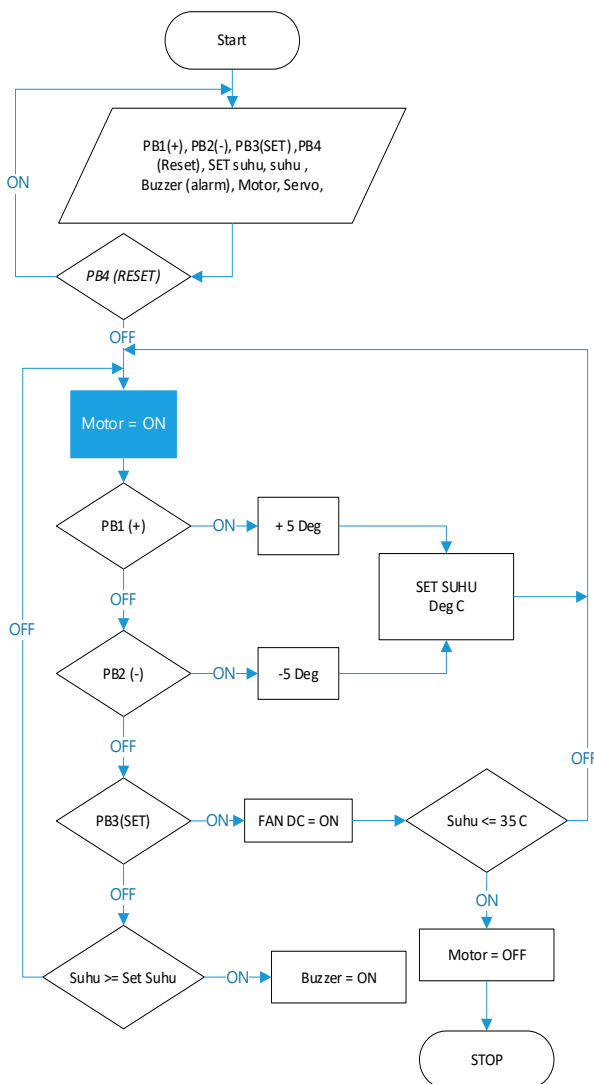 Start
PB1(+), PB2(-), PB3(SET) ,PB4
(Reset), SET suhu, suhu ,
Buzzer (alarm), Motor, Servo,
ON
PB4 (RESET)
OFF
Motor = ON
PB1 (+)
ON
+ 5 Deg
SET SUHU
Deg C
OFF
OFF
PB2 (-)
ON
-5 Deg
OFF
OFF
PB3(SET)
ON
FAN DC = ON
Suhu <= 35 C
OFF
ON
Suhu >= Set Suhu
ON
Buzzer = ON
Motor = OFF
STOP